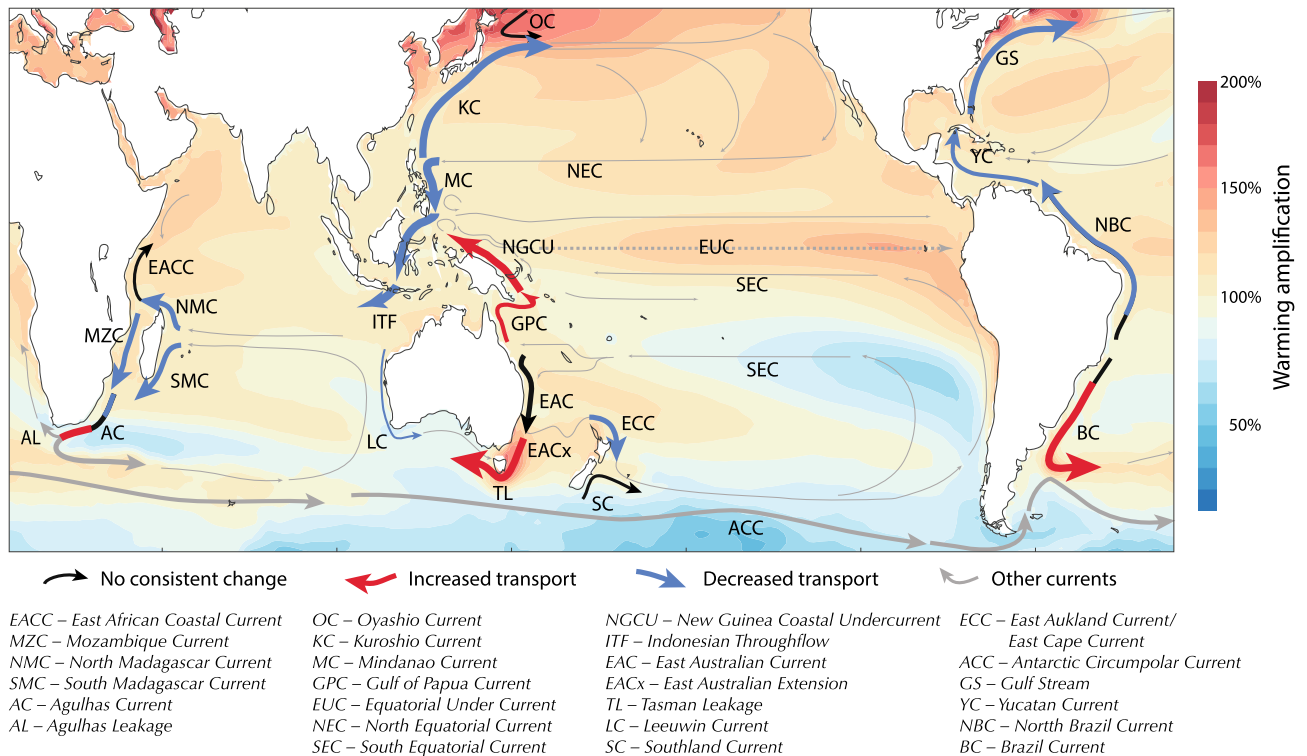 OC
GS
200%
KC
YC
150%
NEC
MC
NBC
NGCU
EUC
EACC
SEC
100%
NMC
ITF
GPC
MZC
SEC
SMC
EAC
ECC
50%
AL
AC
LC
EACx
BC
TL
SC
ACC
Warming amplification
No consistent change
Increased transport
Decreased transport
Other currents
EACC – East African Coastal Current
MZC – Mozambique Current
NMC – North Madagascar Current
SMC – South Madagascar Current
AC – Agulhas Current
AL – Agulhas Leakage
OC – Oyashio Current
KC – Kuroshio Current
MC – Mindanao Current
GPC – Gulf of Papua Current
EUC – Equatorial Under Current
NEC – North Equatorial Current
SEC – South Equatorial Current
NGCU – New Guinea Coastal Undercurrent
ITF – Indonesian Throughflow
EAC – East Australian Current
EACx – East Australian Extension
TL – Tasman Leakage
LC – Leeuwin Current
SC – Southland Current
ECC – East Aukland Current/
East Cape Current
ACC – Antarctic Circumpolar Current
GS – Gulf Stream
YC – Yucatan Current
NBC – Nortth Brazil Current
BC – Brazil Current